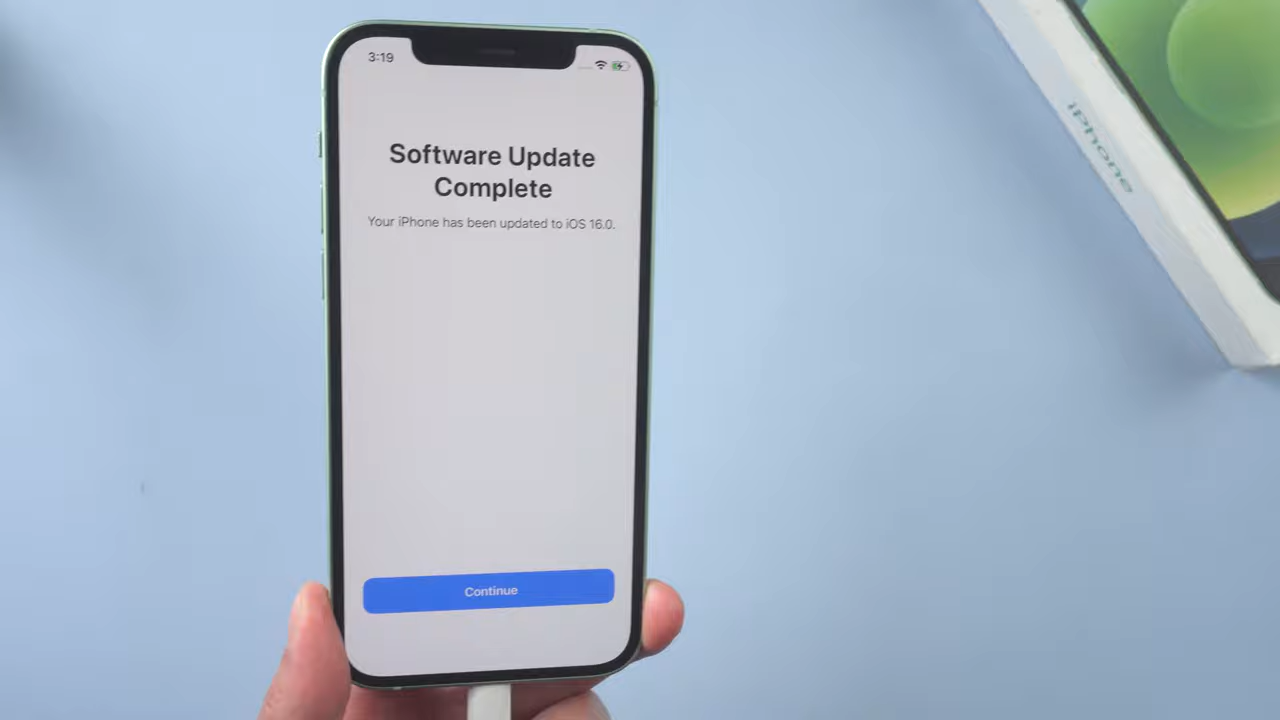 3:19
Software Update
Complete
Your iPhone has been updated to iOS 16.0.
Continue
iPhone